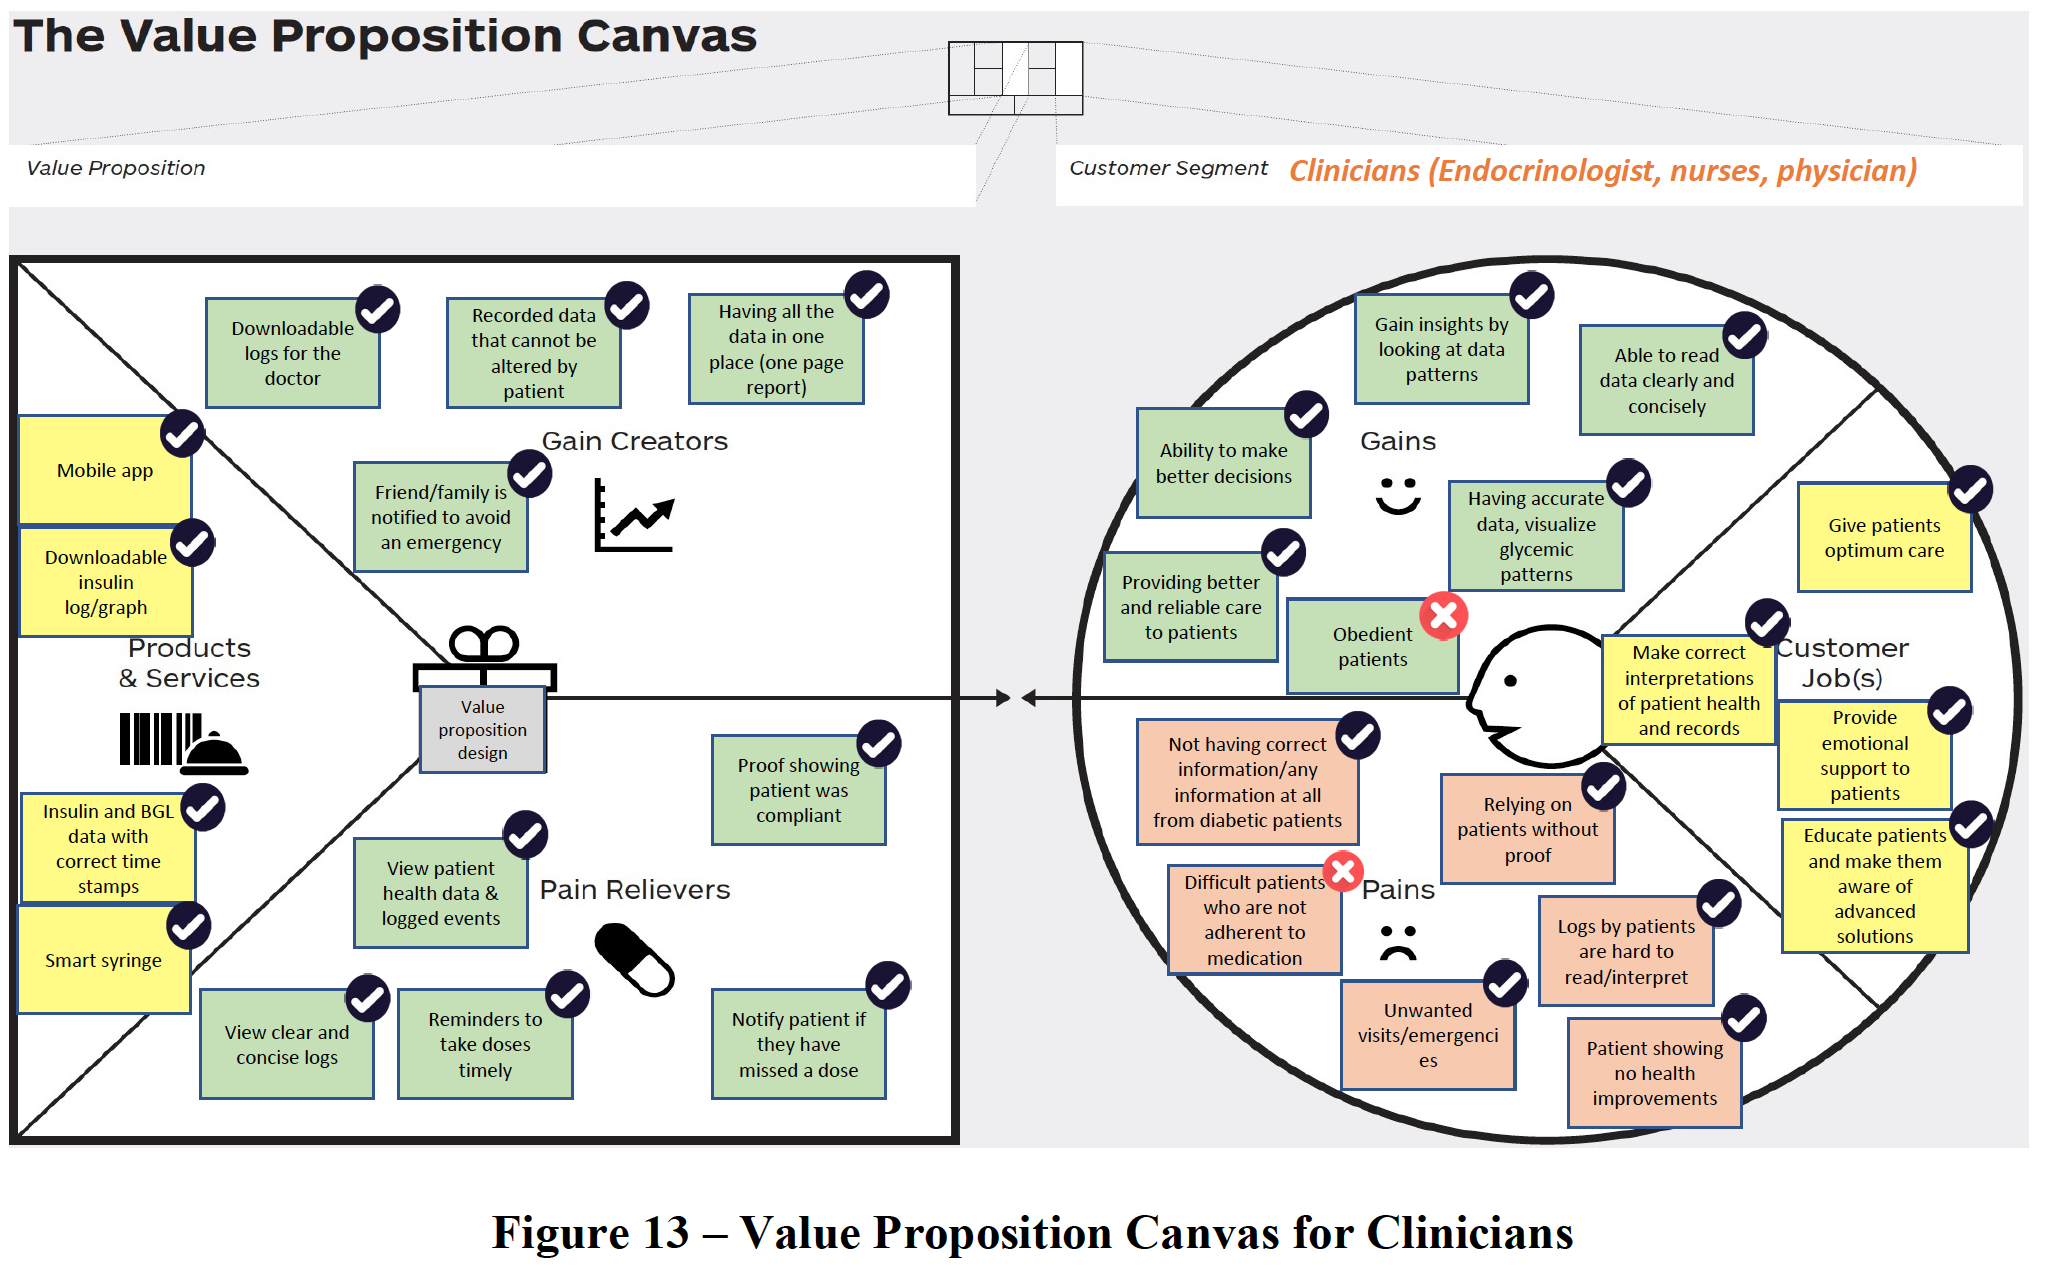 The Value Proposition Canvas
Value Proposition
Customer Segment Clinicians (Endocrinologist, nurses, physician)
Downloadable
logs for the
doctor
Recorded data
that cannot be
altered by
patient
Having all the
data in one
place (one page
report)
Gain Creators
Friend/family is
notified to avoid
an emergency
Mobile app
Downloadable
insulin
log/graph
Products
& Services
Insulin and BGL
data with
correct time
stamps
Smart syringe
Value
proposition
design
Proof showing
patient was
compliant
View patient
health data &
logged events
Pain Relievers
View clear and
concise logs
Reminders to
take doses
timely
Notify patient if
they have
missed a dose
Gain insights by
looking at data
patterns
Able to read
data clearly and
concisely
Ability to make
better decisions
Gains
Having accurate
data, visualize
glycemic
patterns
Providing better
and reliable care
to patients
Obedient
patients
Give patients
optimum care
Customer
Job(s)
Make correct
interpretations
of patient health
and records
Provide
emotional
support to
patients
Educate patients
and make them
aware of
advanced
solutions
Not having correct
information/any
information at all
from diabetic patients
Relying on
patients without
proof
Difficult patients
who are not
adherent to
medication
Pains
Logs by patients
are hard to
read/interpret
Unwanted
visits/emergenci
es
Patient showing
no health
improvements
Figure 13 – Value Proposition Canvas for Clinicians